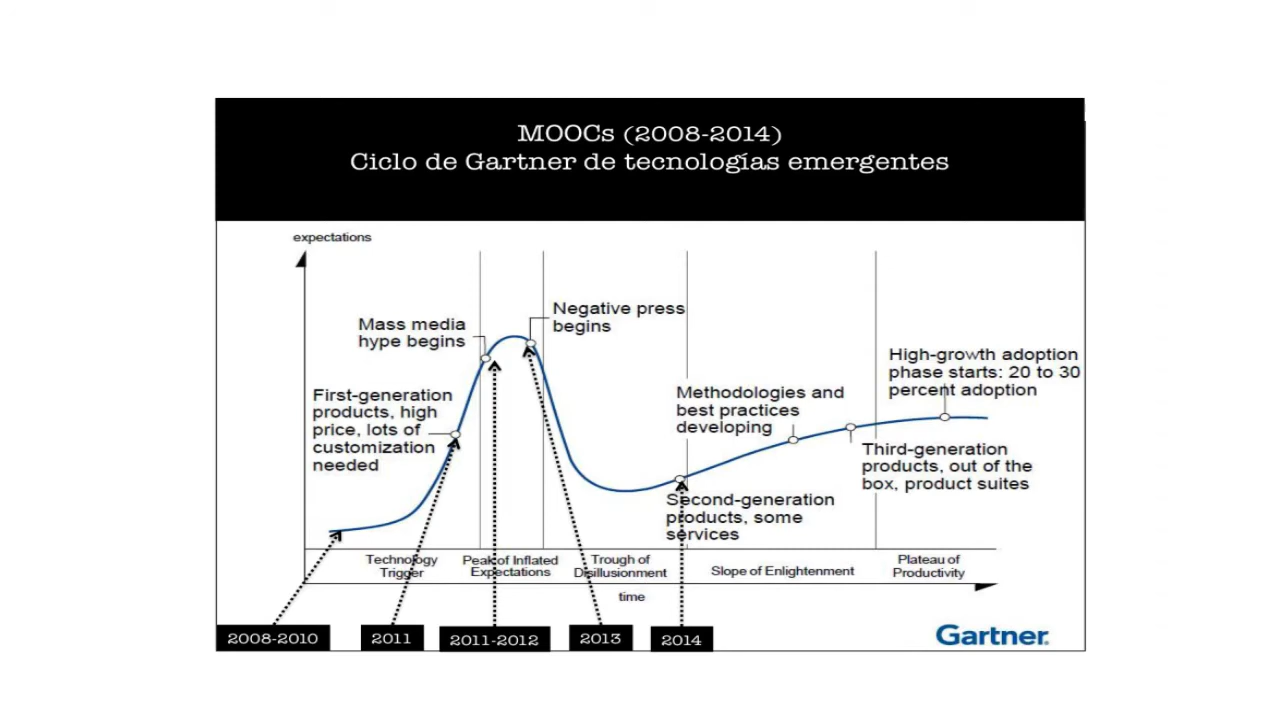 MOOCs (2008-2014)
Ciclo de Gartner de tecnologías emergentes
expectations
Negative press
begins
Mass media
hype begins
First-generation
products, high
price, lots of
customization
needed
High-growth adoption
phase starts: 20 to 30
percent adoption
Methodologies and
best practices
developing
Third-generation
products, out of the
box, product suites
Second-generation
products, some
services
Technology
Trigger
Peak of Inflated
Expectations
Trough of
Disillusionment
Slope of Enlightenment
Plateau of
Productivity
time
2008-2010
2011
2011-2012
2013
2014
Gartner.